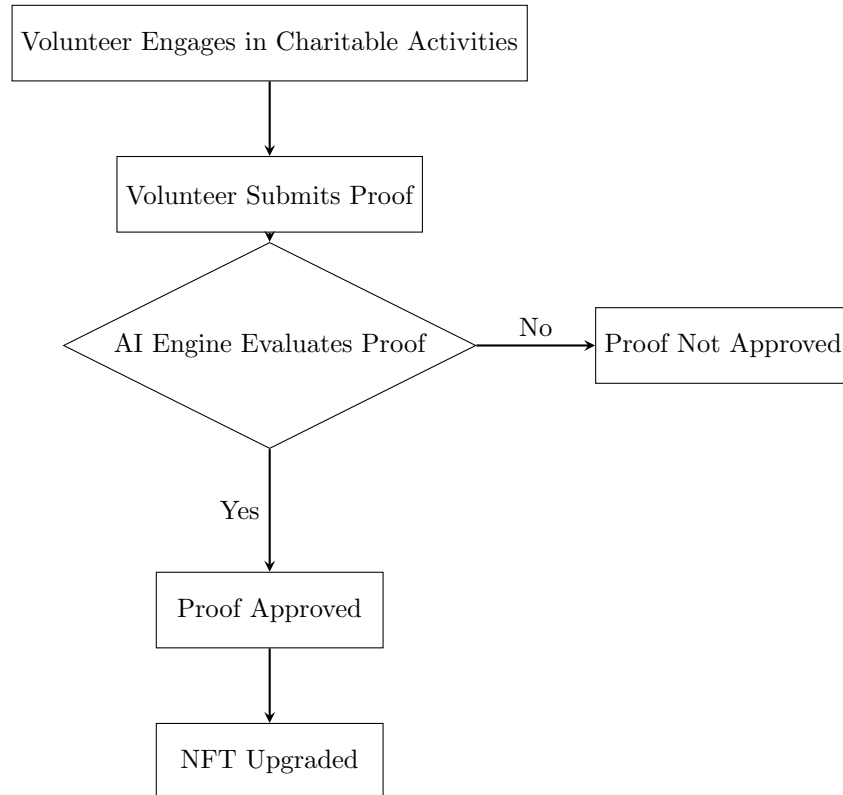 Volunteer Engages in Charitable Activities
Volunteer Submits Proof
AI Engine Evaluates Proof
No
Proof Not Approved
Yes
Proof Approved
NFT Upgraded